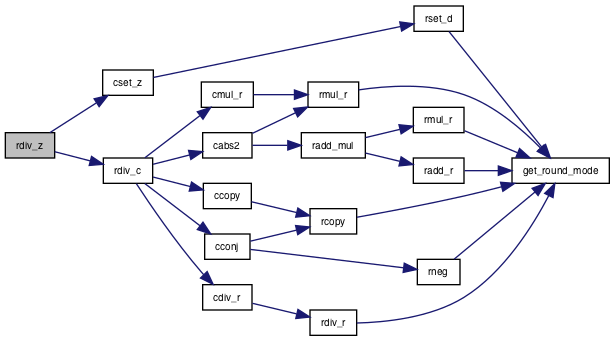 rdiv_z
cset_z
rdiv_c
cmul_r
cabs2
ccopy
cconj
cdiv_r
rmul_r
radd_mul
rcopy
rdiv_r
rset_d
rmul_r
radd_r
rneg
get_round_mode